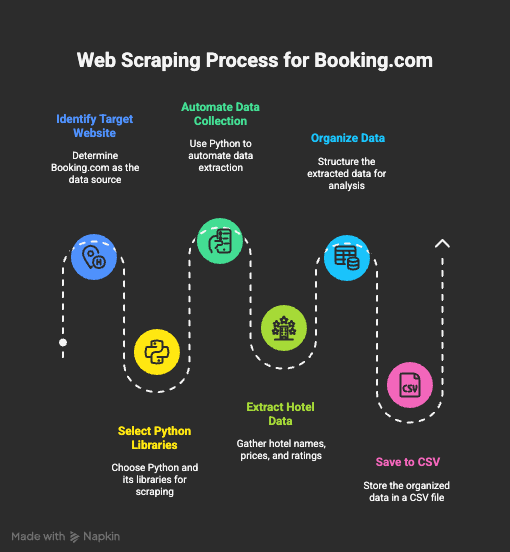 Web Scraping Process for Booking.com
Identify Target
Website
Determine
Booking.com as the
data source
Automate Data
Collection
Use Python to
automate data
extraction
Organize Data
Structure the
extracted data for
analysis
H
CSV
Select Python
Libraries
Choose Python and
its libraries for
scraping
Extract Hotel
Data
Gather hotel names,
prices, and ratings
Save to CSV
Store the organized
data in a CSV file
Made with Napkin